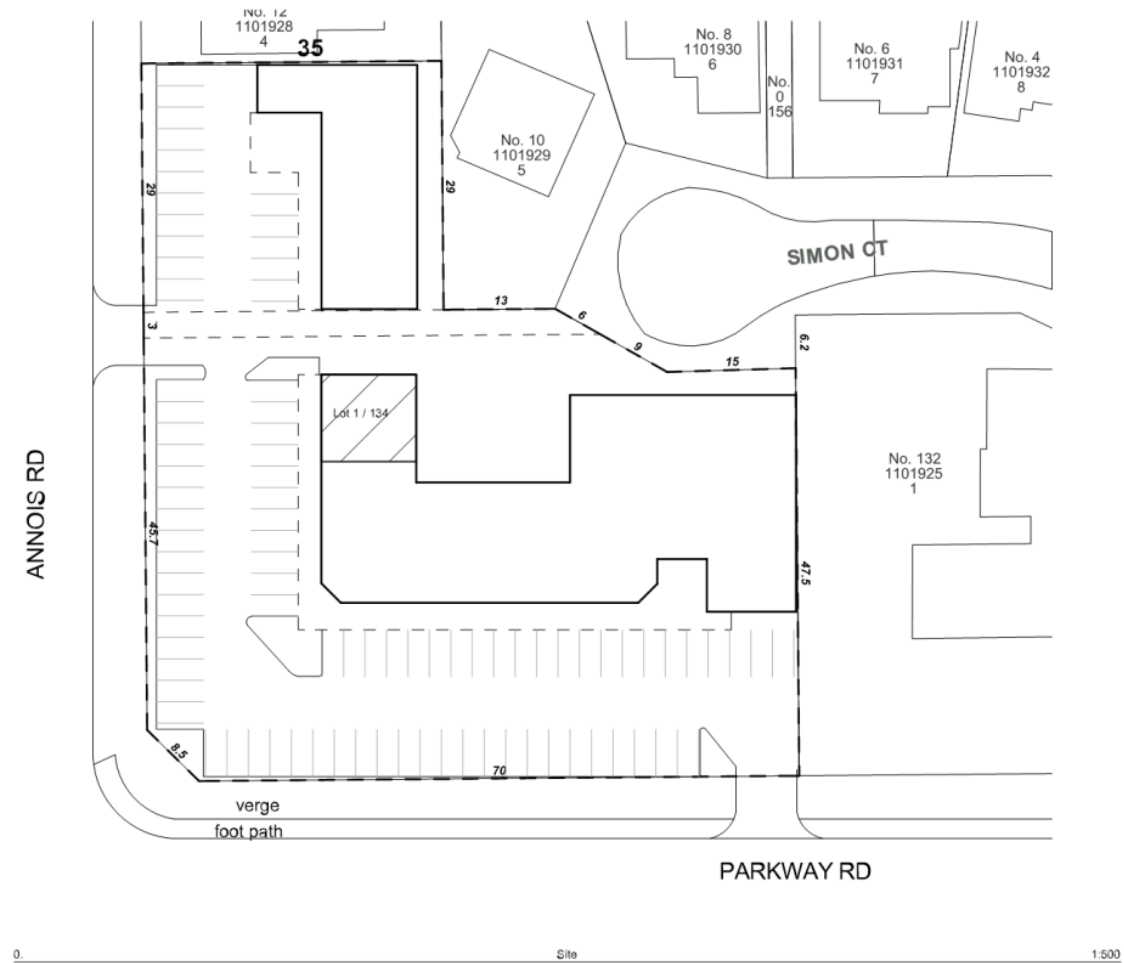 No. 12
1101928
4
35
No. 8
1101930
6
No. 6
1101931
7
No. 4
1101932
8
No.
0
156
No. 10
1101929
5
29
29
SIMON CT
13
6
3
9
6.2
15
Lot 1 / 134
No. 132
1101925
1
ANNOIS RD
45.7
47.5
8.5
70
verge
foot path
PARKWAY RD
0.
Site
1:500